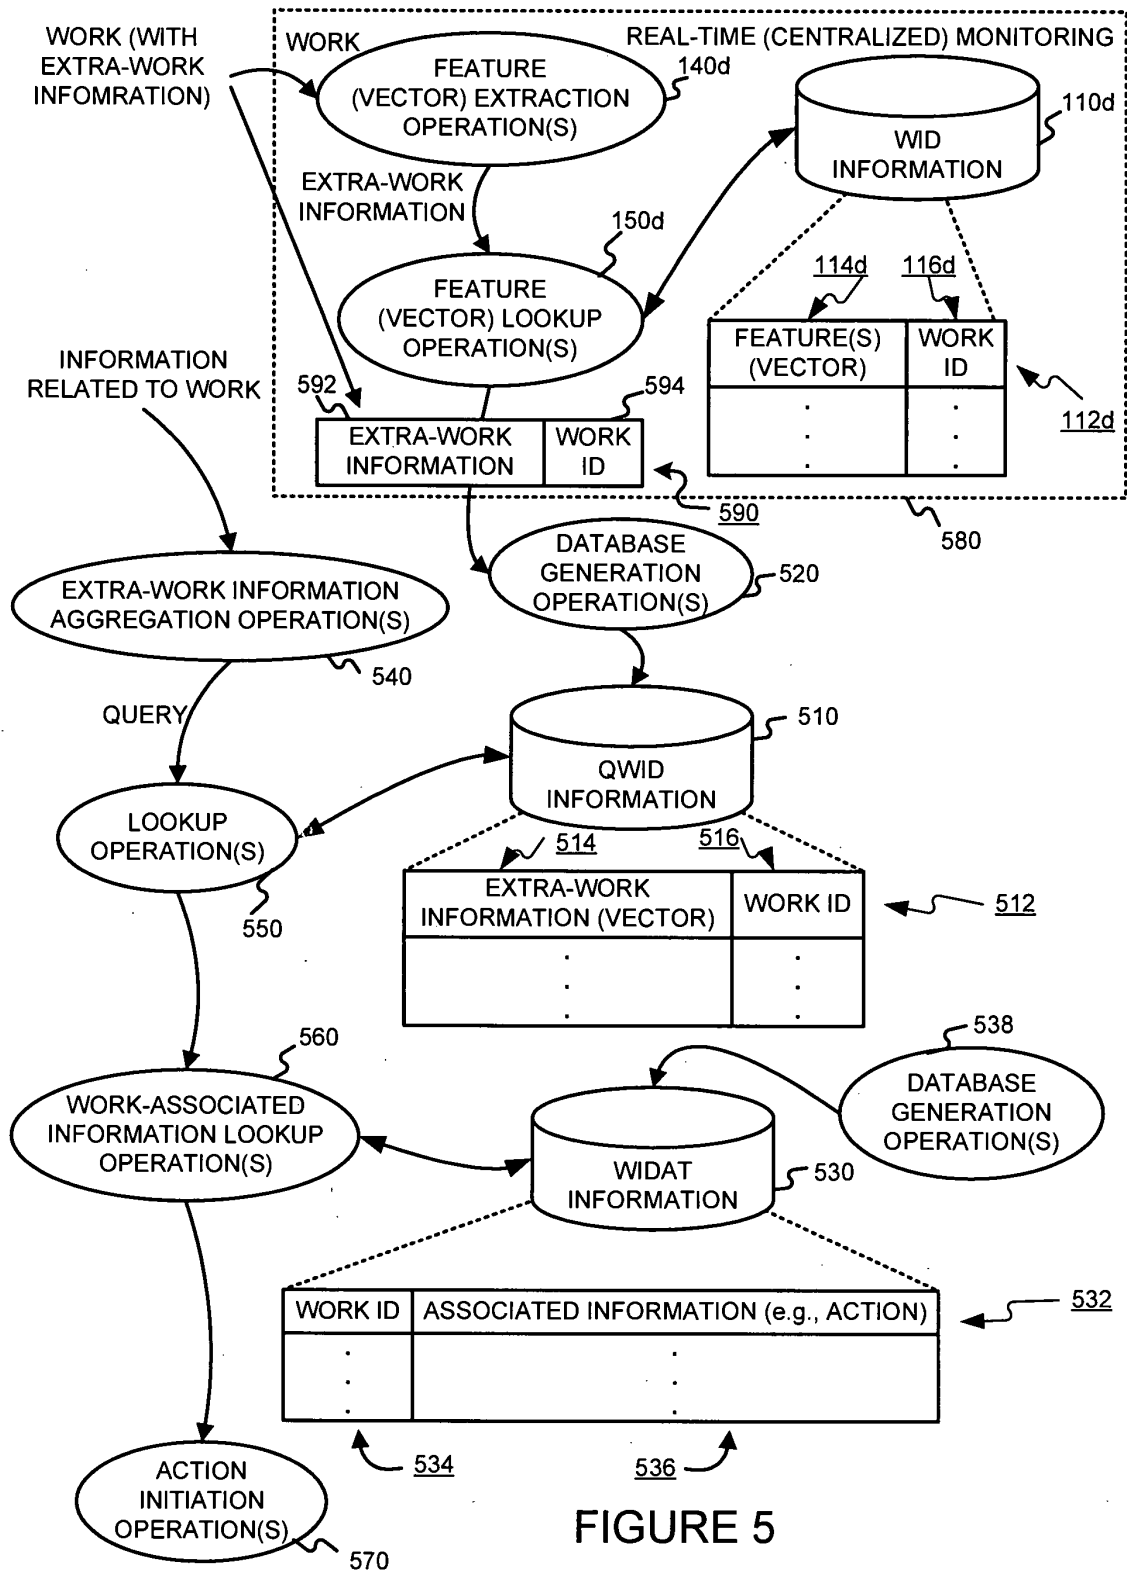 WORK (WITH
EXTRA-WORK
INFOMRATION)
WORK
REAL-TIME (CENTRALIZED) MONITORING
FEATURE
(VECTOR) EXTRACTION
OPERATION(S)
140d
WID
INFORMATION
110d
EXTRA-WORK
INFORMATION
150d
FEATURE
(VECTOR) LOOKUP
OPERATION(S)
114d
116d
FEATURE(S)
(VECTOR)
WORK
ID
112d
INFORMATION
RELATED TO WORK
592
594
EXTRA-WORK
INFORMATION
WORK
ID
590
580
DATABASE
GENERATION
OPERATION(S)
520
EXTRA-WORK INFORMATION
AGGREGATION OPERATION(S)
540
QUERY
510
QWID
INFORMATION
LOOKUP
OPERATION(S)
550
514
516
EXTRA-WORK
INFORMATION (VECTOR)
WORK ID
512
560
538
WORK-ASSOCIATED
INFORMATION LOOKUP
OPERATION(S)
DATABASE
GENERATION
OPERATION(S)
WIDAT
INFORMATION
530
WORK ID
ASSOCIATED INFORMATION (e.g., ACTION)
532
534
536
ACTION
INITIATION
OPERATION(S)
570
FIGURE 5